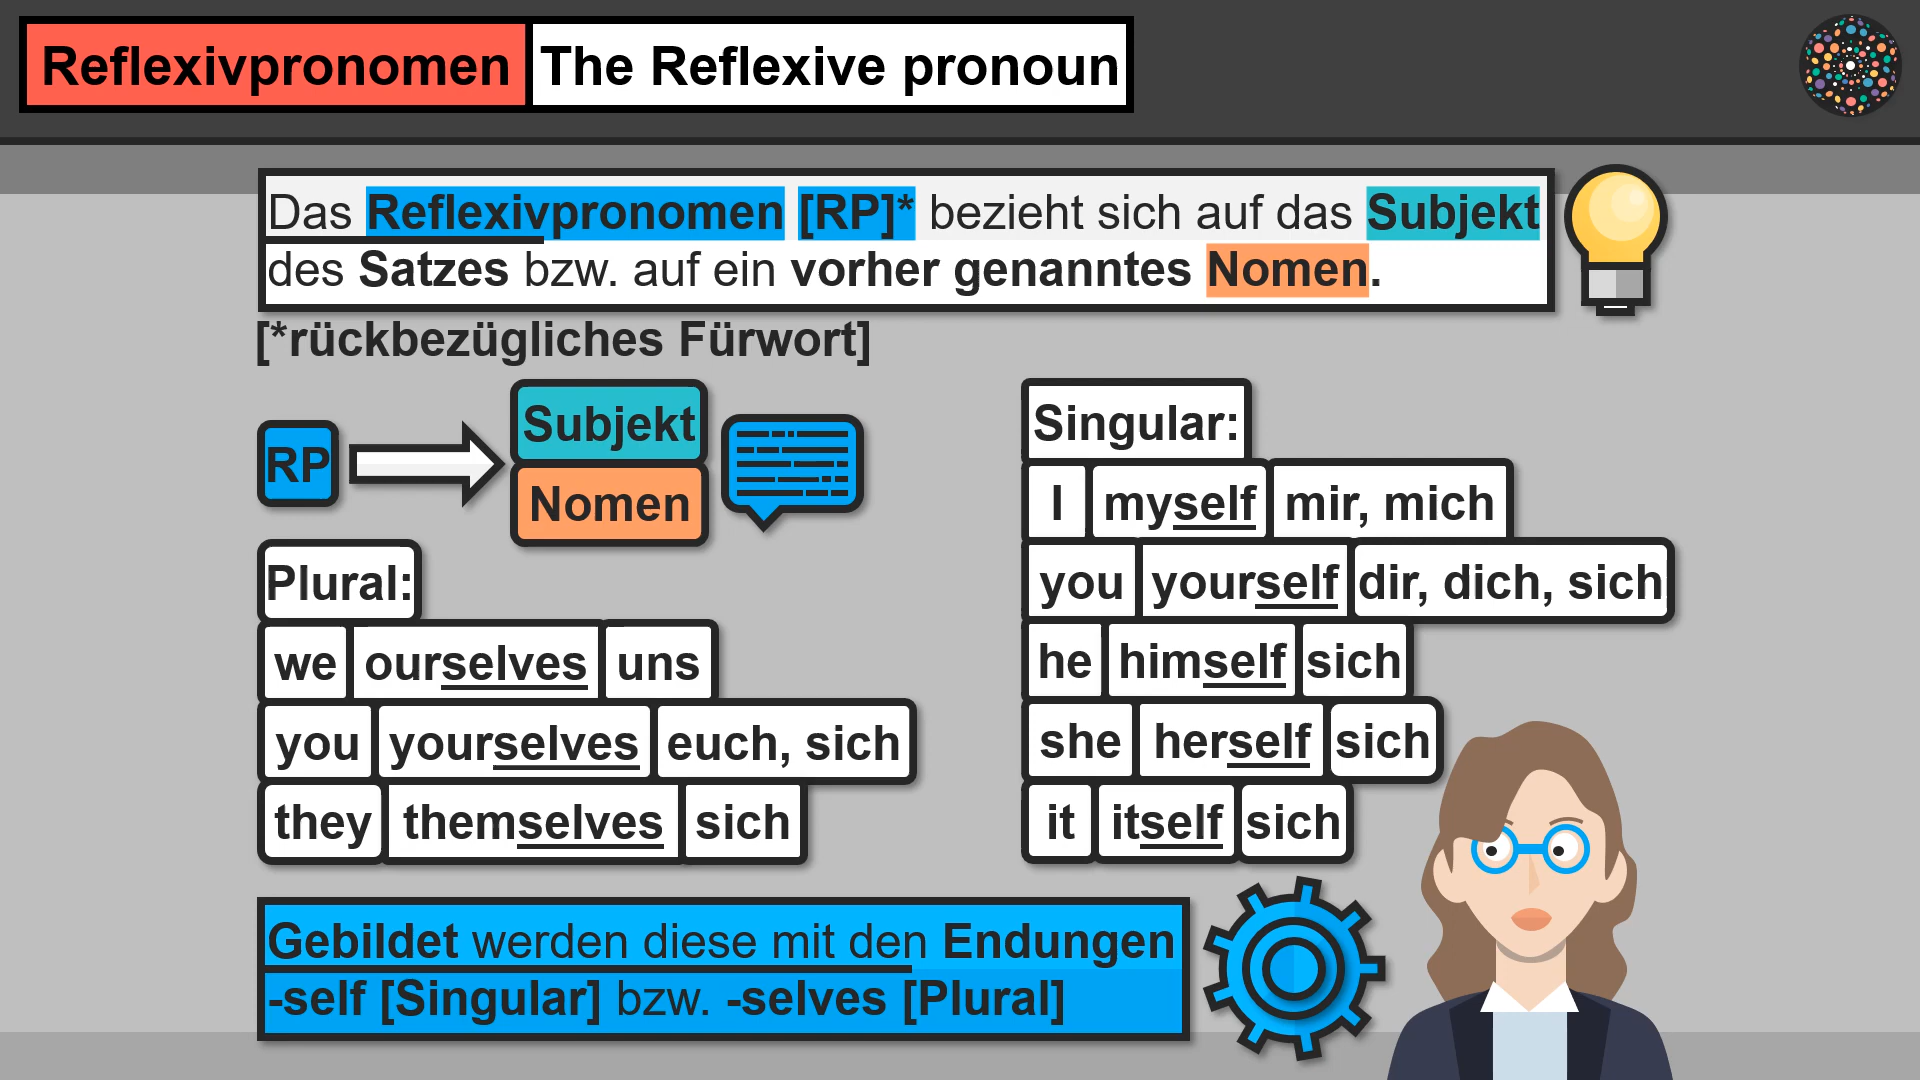 Reflexivpronomen The Reflexive pronoun
Das Reflexivpronomen [RP]* bezieht sich auf das Subjekt
des Satzes bzw. auf ein vorher genanntes Nomen.
[*rückbezügliches Fürwort]
RP
Subjekt
Nomen
Plural:
we ourselves uns
you yourselves euch, sich
they themselves sich
Singular:
I myself mir, mich
you yourself dir, dich, sich
he himself sich
she herself sich
it itself sich
Gebildet werden diese mit den Endungen
-self [Singular] bzw. -selves [Plural]